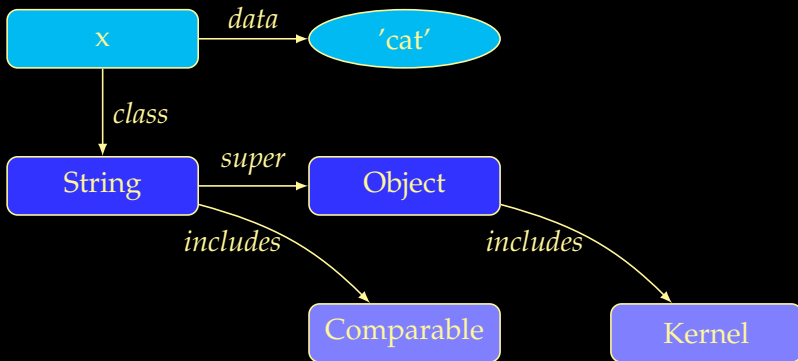 x
data
’cat’
class
String
super
Object
includes
includes
Comparable
Kernel